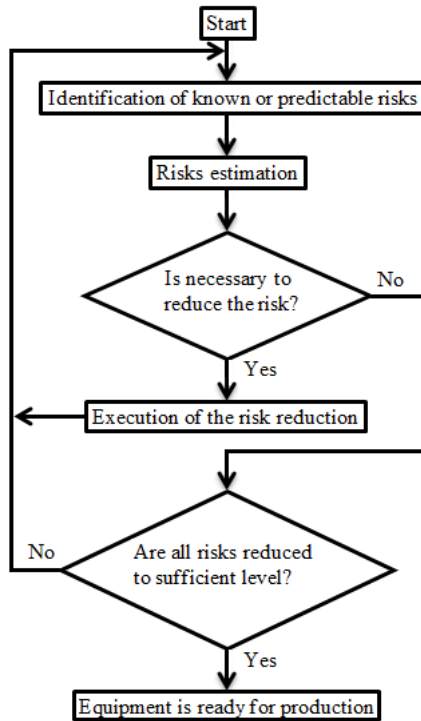 Start
Identification of known or predictable risks
Risks estimation
Is necessary to
reduce the risk?
No
Yes
Execution of the risk reduction
No
Are all risks reduced
to sufficient level?
Yes
Equipment is ready for production